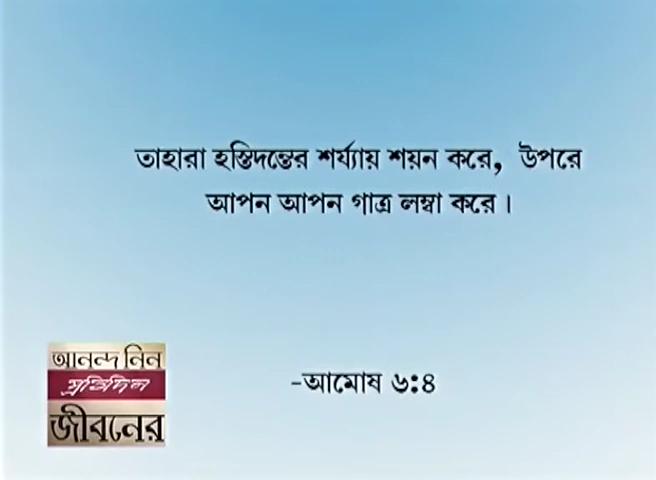 তাহারা হস্তিদন্তের শর্য্যায় শয়ন করে, উপরে
আপন আপন গাত্র লম্বা করে।
-আমোষ ৬:৪
আনন্দ নিন
প্রতিদিন
জীবনের